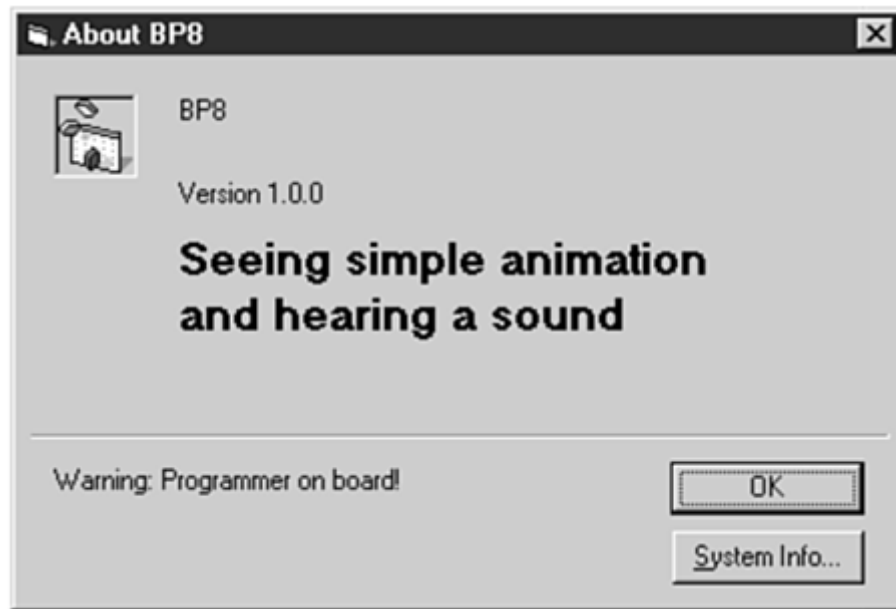 About BP8
BP8
Version 1.0.0
Seeing simple animation
and hearing a sound
Warning: Programmer on board!
OK
System Info...